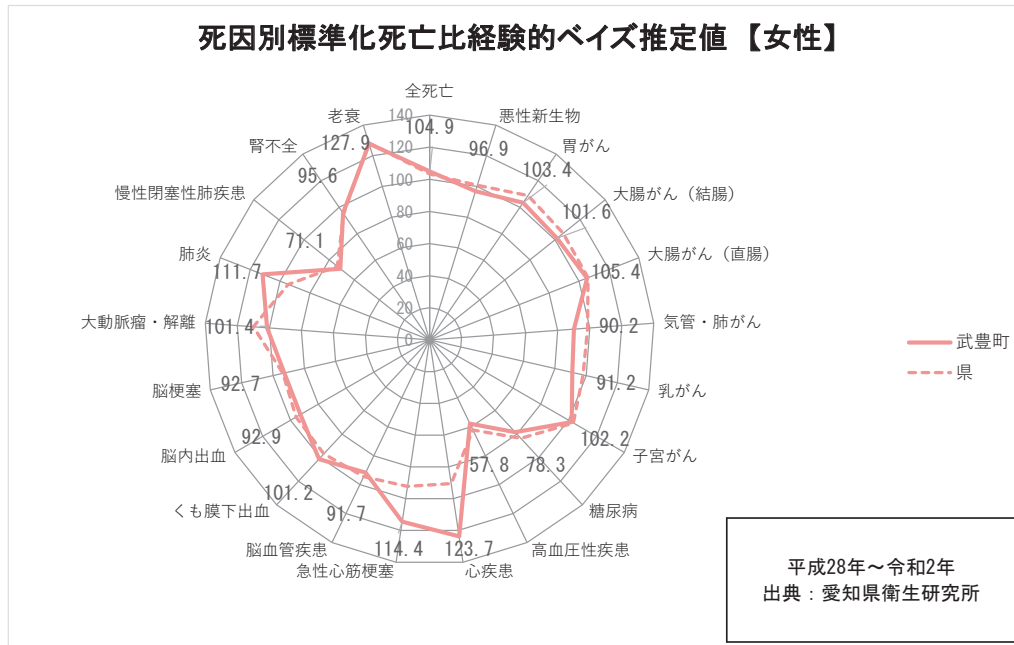 死因別標準化死亡比経験的ベイズ推定値 【女性】
全死亡
悪性新生物
胃がん
大腸がん（結腸）
大腸がん（直腸）
気管・肺がん
乳がん
子宮がん
糖尿病
高血圧性疾患
心疾患
急性心筋梗塞
脳血管疾患
くも膜下出血
脳内出血
脳梗塞
大動脈瘤・解離
肺炎
慢性閉塞性肺疾患
腎不全
老衰
104.9
96.9
103.4
101.6
105.4
90.2
91.2
102.2
78.3
57.8
123.7
114.4
91.7
101.2
92.9
92.7
101.4
111.7
71.1
95.6
127.9
140
120
100
80
60
40
20
0
武豊町
県
平成28年～令和2年
出典：愛知県衛生研究所